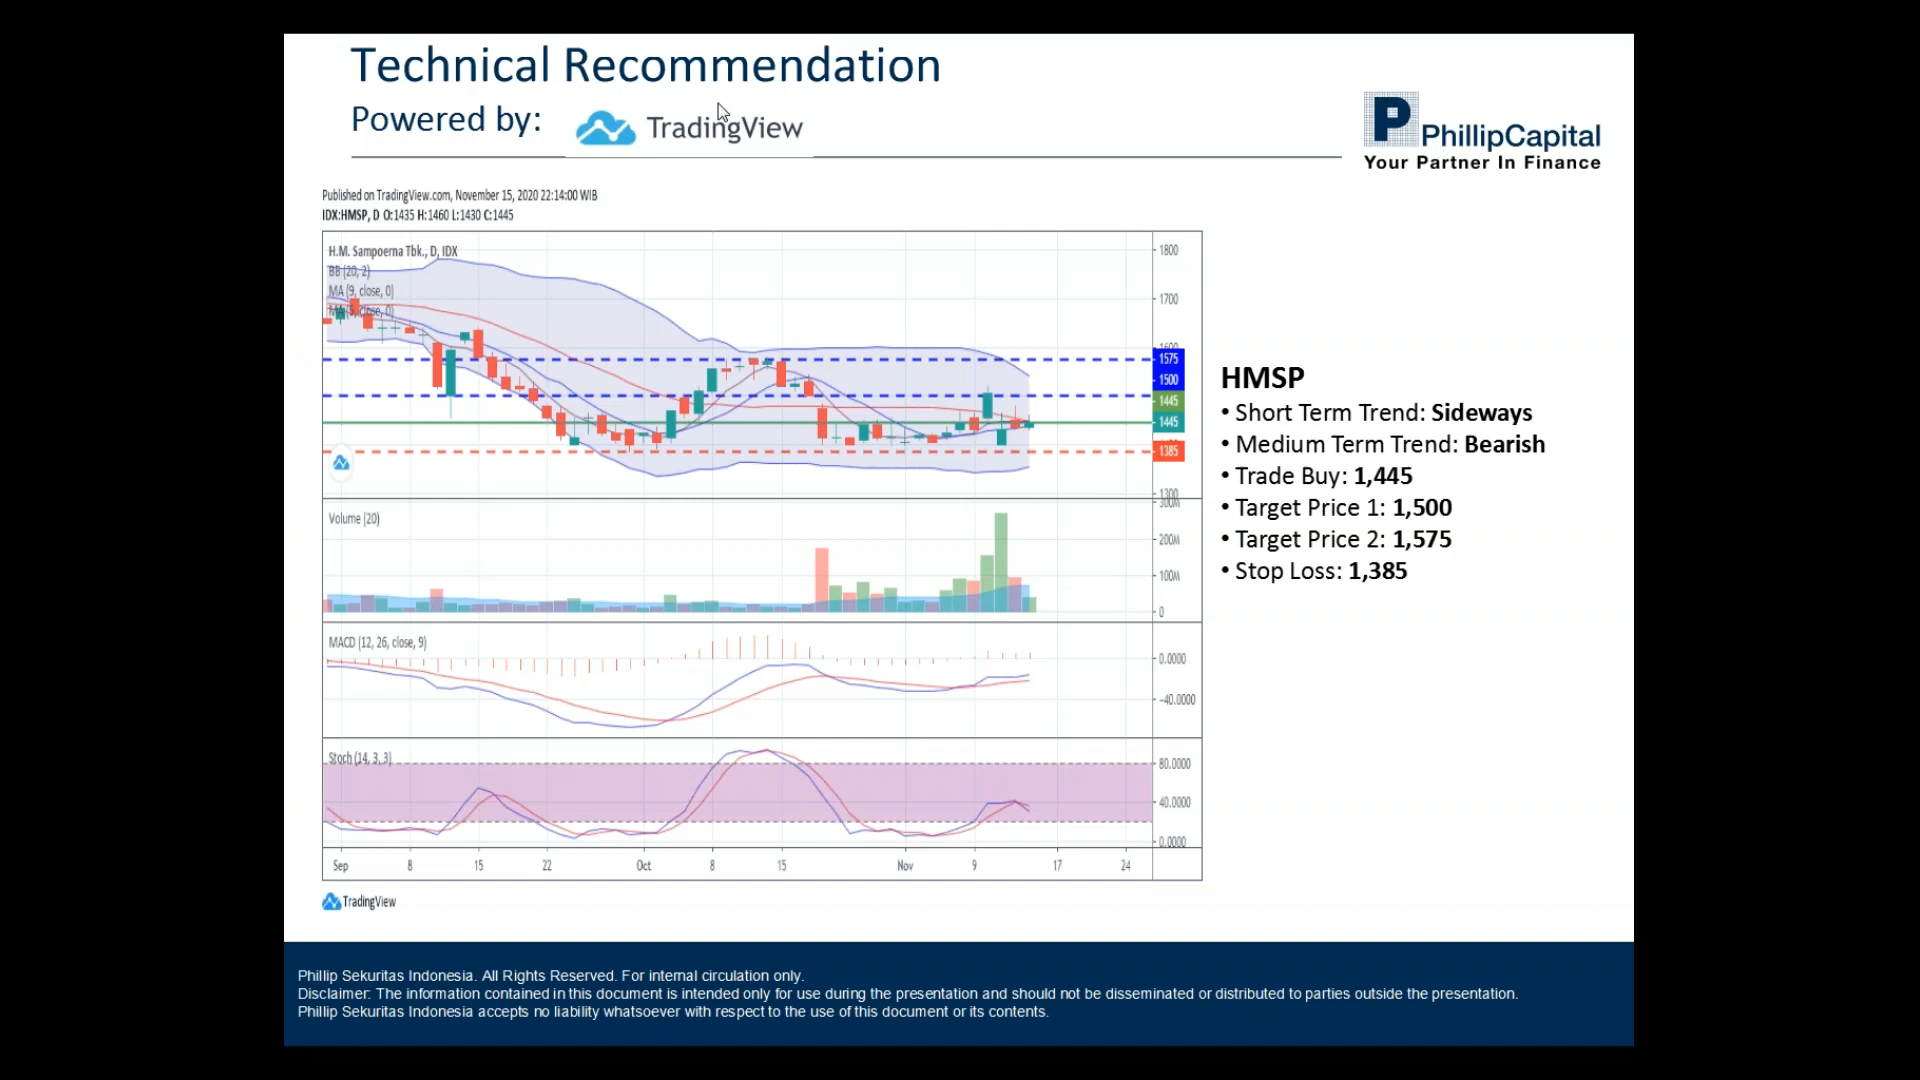 Technical Recommendation
Powered by:
TradingView
PhillipCapital
Your Partner In Finance
Published on TradingView.com, November 15, 2020 22:14:00 WIB
IDX:HMSP, D O:1435 H:1460 L:1430 C:1445
H.M. Sampoerna Tbk., D, IDX
BB (20, 2)
MA (9, close, 0)
1800
1700
1600
1575
1500
1445
1445
1385
1300
HMSP
• Short Term Trend: Sideways
• Medium Term Trend: Bearish
• Trade Buy: 1,445
• Target Price 1: 1,500
• Target Price 2: 1,575
• Stop Loss: 1,385
Volume (20)
300M
200M
100M
0
MACD (12, 26, close, 9)
0.0000
-40.0000
Stoch (14, 3, 3)
80.0000
40.0000
0.0000
Sep 8 15 22 Oct 8 15 Nov 9 17 24
TradingView
Phillip Sekuritas Indonesia. All Rights Reserved. For internal circulation only.
Disclaimer: The information contained in this document is intended only for use during the presentation and should not be disseminated or distributed to parties outside the presentation.
Phillip Sekuritas Indonesia accepts no liability whatsoever with respect to the use of this document or its contents.